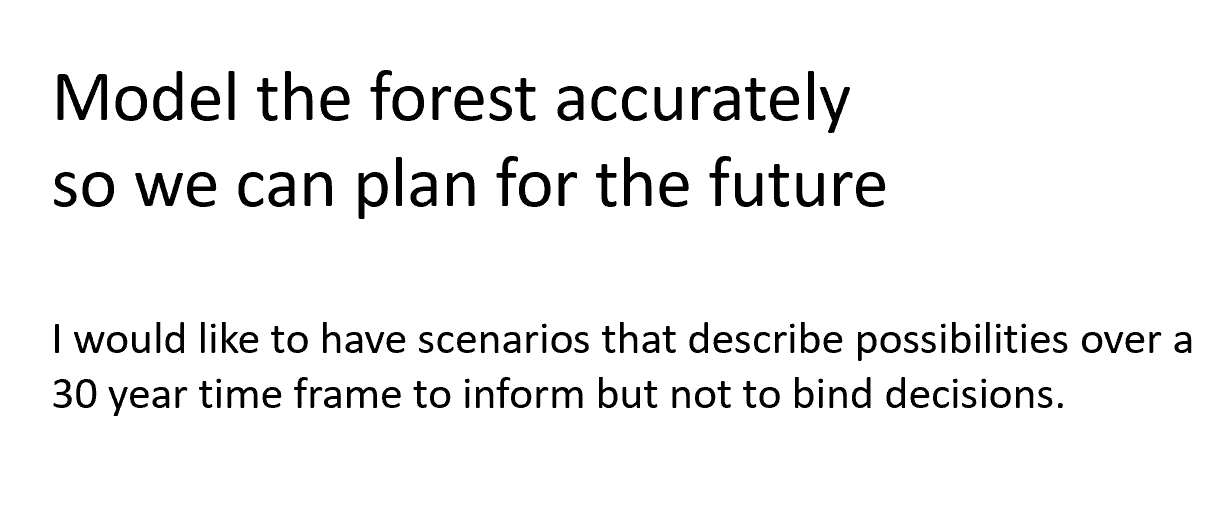 Model the forest accurately
so we can plan for the future
I would like to have scenarios that describe possibilities over a
30 year time frame to inform but not to bind decisions.